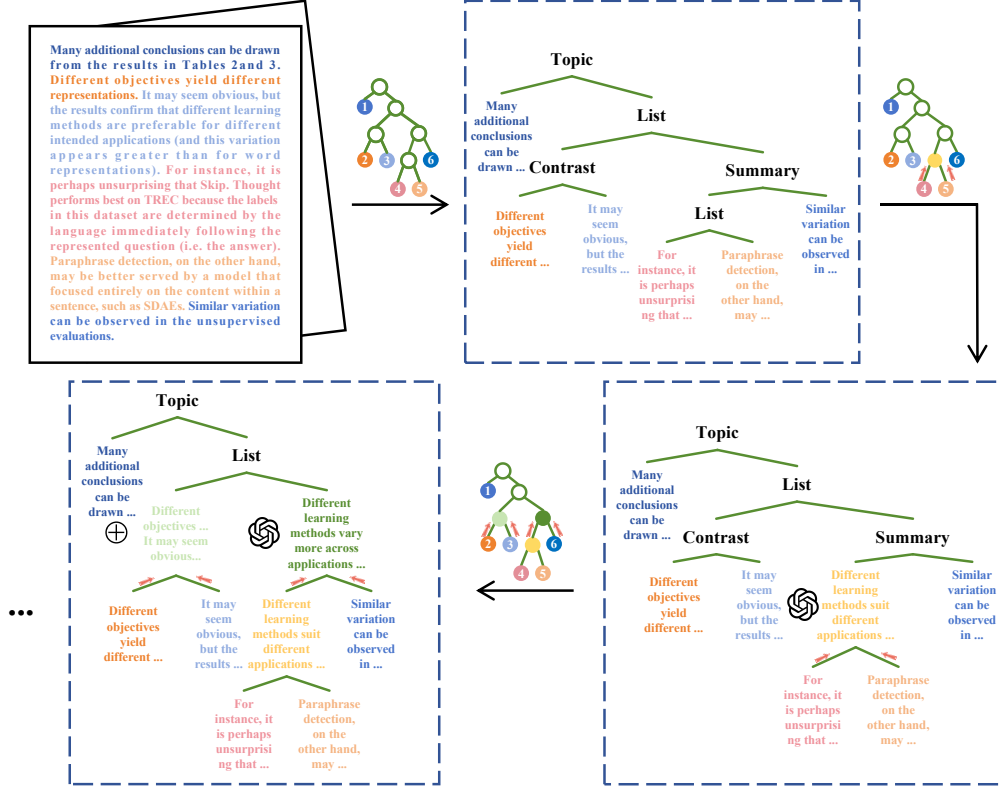 Many additional conclusions can be drawn
from the results in Tables 2and 3.
Different objectives yield different
representations. It may seem obvious, but
the results confirm that different learning
methods are preferable for different
intended applications (and this variation
appears greater than for word
representations). For instance, it is
perhaps unsurprising that Skip. Thought
performs best on TREC because the labels
in this dataset are determined by the
language immediately following the
represented question (i.e. the answer).
Paraphrase detection, on the other hand,
may be better served by a model that
focused entirely on the content within a
sentence, such as SDAEs. Similar variation
can be observed in the unsupervised
evaluations.
1
2
3
6
4
5
Topic
Many
additional
conclusions
can be
drawn ...
List
Contrast
Summary
Different
objectives
yield
different ...
It may
seem
obvious,
but the
results ...
List
Similar
variation
can be
observed
in ...
For
instance, it
is perhaps
unsurprisi
ng that ...
Paraphrase
detection,
on the
other hand,
may ...
1
2
3
6
4
5
Topic
Many
additional
conclusions
can be
drawn ...
List
Different
objectives ...
It may seem
obvious...
Different
learning
methods vary
more across
applications ...
Different
objectives
yield
different ...
It may
seem
obvious,
but the
results ...
Different
learning
methods suit
different
applications ...
Similar
variation
can be
observed
in ...
For
instance, it
is perhaps
unsurprisi
ng that ...
Paraphrase
detection,
on the
other hand,
may ...
...
1
2
3
6
4
5
Topic
Many
additional
conclusions
can be
drawn ...
List
Contrast
Summary
Different
objectives
yield
different ...
It may
seem
obvious,
but the
results ...
Different
learning
methods suit
different
applications ...
Similar
variation
can be
observed
in ...
For
instance, it
is perhaps
unsurprisi
ng that ...
Paraphrase
detection,
on the
other hand,
may ...